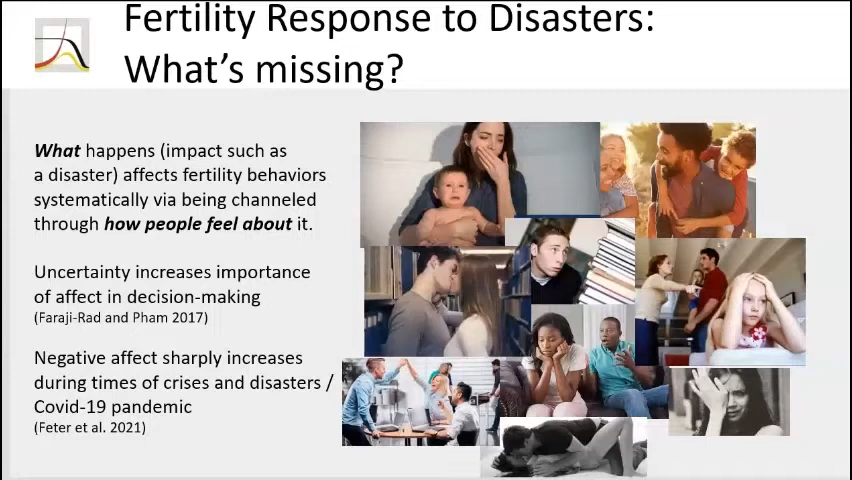 Fertility Response to Disasters:
What's missing?
What happens (impact such as
a disaster) affects fertility behaviors
systematically via being channeled
through how people feel about it.
Uncertainty increases importance
of affect in decision-making
(Faraji-Rad and Pham 2017)
Negative affect sharply increases
during times of crises and disasters /
Covid-19 pandemic
(Feter et al. 2021)